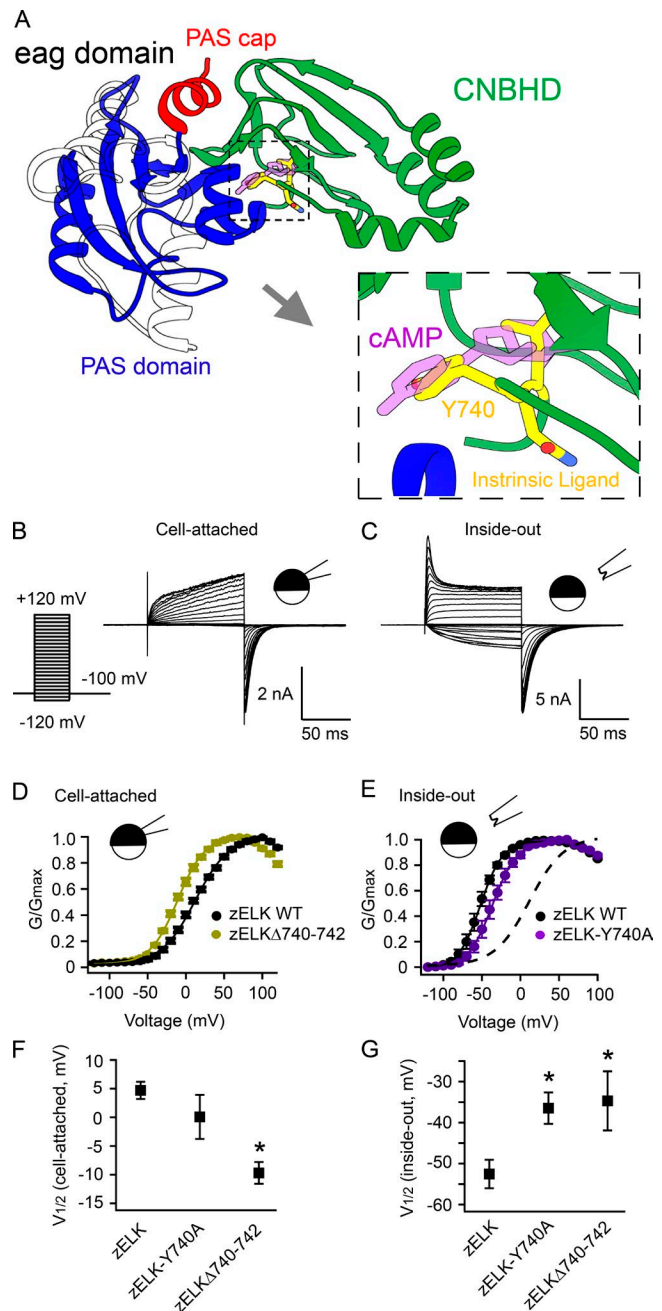 A
eag domain
PAS cap
CNBHD
PAS domain
cAMP
Y740
Instrinsic Ligand
B
Cell-attached
+120 mV
-100 mV
-120 mV
2 nA
50 ms
C
Inside-out
5 nA
50 ms
D
Cell-attached
G/Gmax
1.0
0.8
0.6
0.4
0.2
0
-100
-50
0
50
100
Voltage (mV)
zELK WT
zELKΔ740-742
E
Inside-out
G/Gmax
1.0
0.8
0.6
0.4
0.2
0
-100
-50
0
50
100
Voltage (mV)
zELK WT
zELK-Y740A
F
V1/2 (cell-attached, mV)
10
5
0
-5
-10
-15
*
zELK
zELK-Y740A
zELKΔ740-742
G
V1/2 (inside-out, mV)
-30
-40
-50
-60
*
*
zELK
zELK-Y740A
zELKΔ740-742